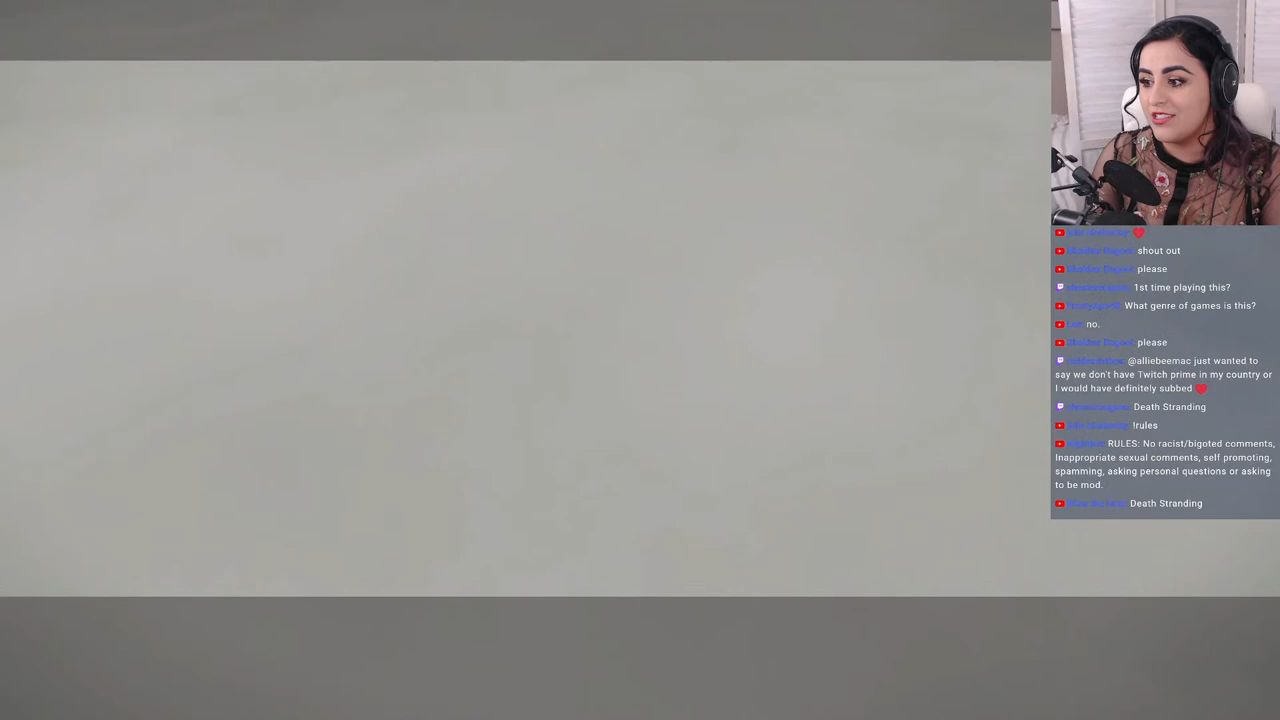 shout out
please
1st time playing this?
What genre of games is this?
no.
please
@alliebeemac just wanted to
say we don't have Twitch prime in my country or
I would have definitely subbed
Death Stranding
!rules
RULES: No racist/bigoted comments,
Inappropriate sexual comments, self promoting,
spamming, asking personal questions or asking
to be mod.
Death Stranding